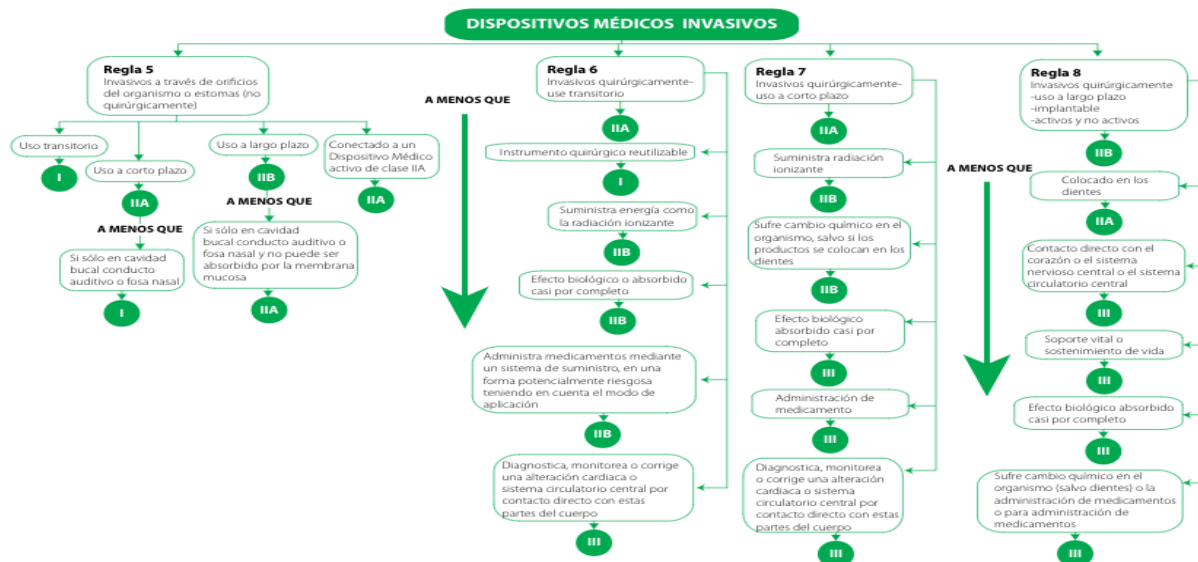 DISPOSITIVOS MÉDICOS INVASIVOS
Regla 5
Invasivos a través de orificios
del organismo o estomas (no
quirúrgicamente)
Uso transitorio
I
Uso a corto plazo
IIA
A MENOS QUE
Si sólo en cavidad
bucal conducto
auditivo o fosa nasal
I
Uso a largo plazo
IIB
A MENOS QUE
Si sólo en cavidad
bucal conducto auditivo o
fosa nasal y no puede ser
absorbido por la membrana
mucosa
IIA
Conectado a un
Dispositivo Médico
activo de clase IIA
IIA
A MENOS QUE
Regla 6
Invasivos quirúrgicamente-
use transitorio
IIA
Instrumento quirúrgico reutilizable
I
Suministra energía como
la radiación ionizante
IIB
Efecto biológico o absorbido
casi por completo
IIB
Administra medicamentos mediante
un sistema de suministro, en una
forma potencialmente riesgosa
teniendo en cuenta el modo de
aplicación
IIB
Diagnostica, monitorea o corrige
una alteración cardiaca o
sistema circulatorio central por
contacto directo con estas
partes del cuerpo
III
Regla 7
Invasivos quirúrgicamente-
uso a corto plazo
IIA
Suministra radiación
ionizante
IIB
Sufre cambio químico en el
organismo, salvo si los
productos se colocan en los
dientes
IIB
Efecto biológico
absorbido casi por
completo
III
Administración de
medicamento
III
Diagnostica, monitorea
o corrige una alteración
cardiaca o sistema
circulatorio central por
contacto directo con estas
partes del cuerpo
III
A MENOS QUE
Regla 8
Invasivos quirúrgicamente
-uso a largo plazo
-implantable
-activos y no activos
IIB
Colocado en los
dientes
IIA
Contacto directo con el
corazón o el sistema
nervioso central o el sistema
circulatorio central
III
Soporte vital o
sostenimiento de vida
III
Efecto biológico absorbido
casi por completo
III
Sufre cambio químico en el
organismo (salvo dientes) o la
administración de medicamentos
o para administración de
medicamentos
III